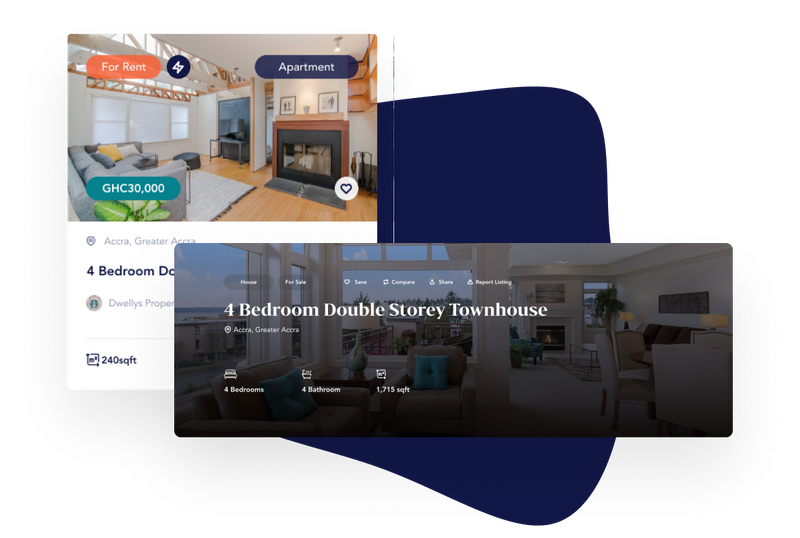 For Rent
Apartment
GHC30,000
Accra, Greater Accra
4 Bedroom Do
Dwellys Proper
240sqft
House For Sale Save Compare Share Report Listing
4 Bedroom Double Storey Townhouse
Accra, Greater Accra
4 Bedrooms 4 Bathroom 1,715 sqft